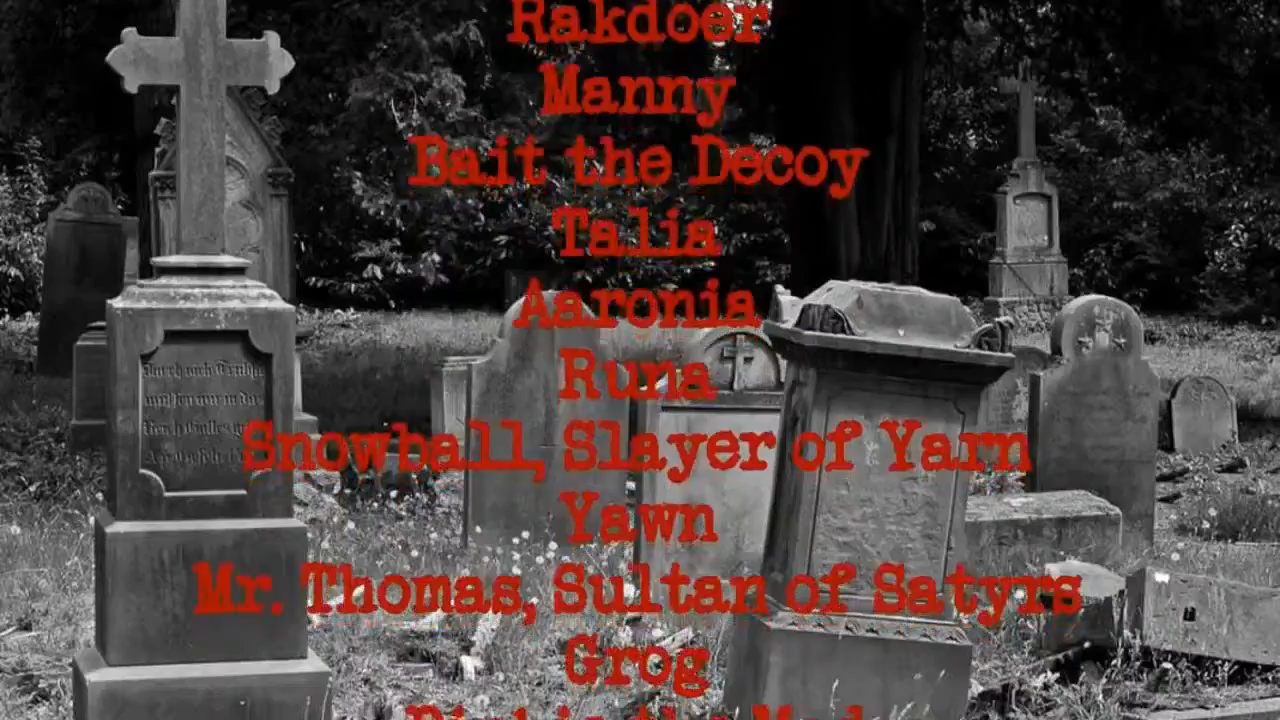 Rakdoer
Manny
Bait the Decoy
Talia
Aaronia
Runa
Snowball, Slayer of Yarn
Yawn
Mr. Thomas, Sultan of Satyrs
Grog
the